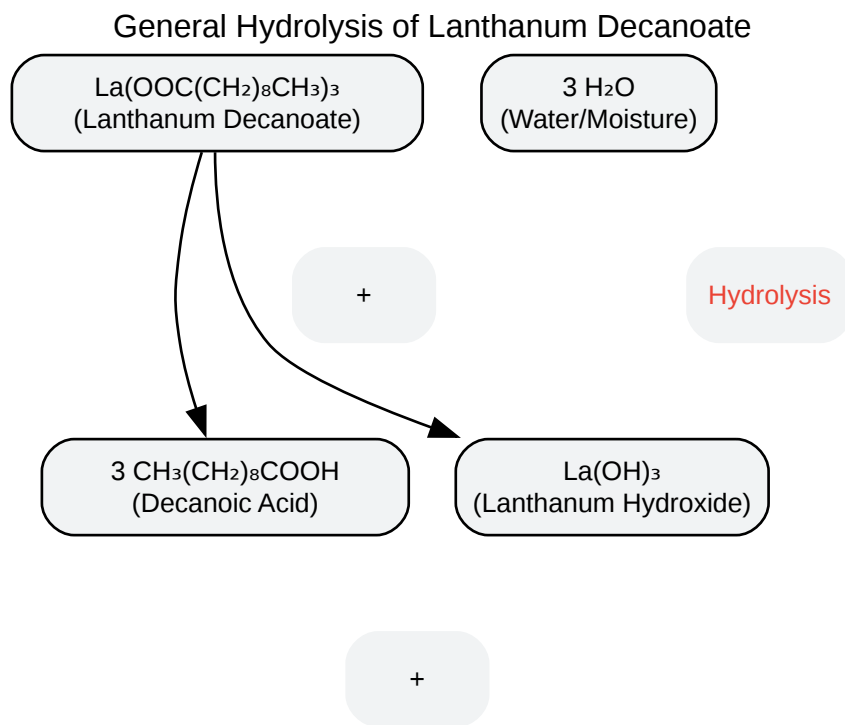 General Hydrolysis of Lanthanum Decanoate
La(OOC(CH₂)₈CH₃)₃
(Lanthanum Decanoate)
3 H₂O
(Water/Moisture)
+
Hydrolysis
3 CH₃(CH₂)₈COOH
(Decanoic Acid)
La(OH)₃
(Lanthanum Hydroxide)
+